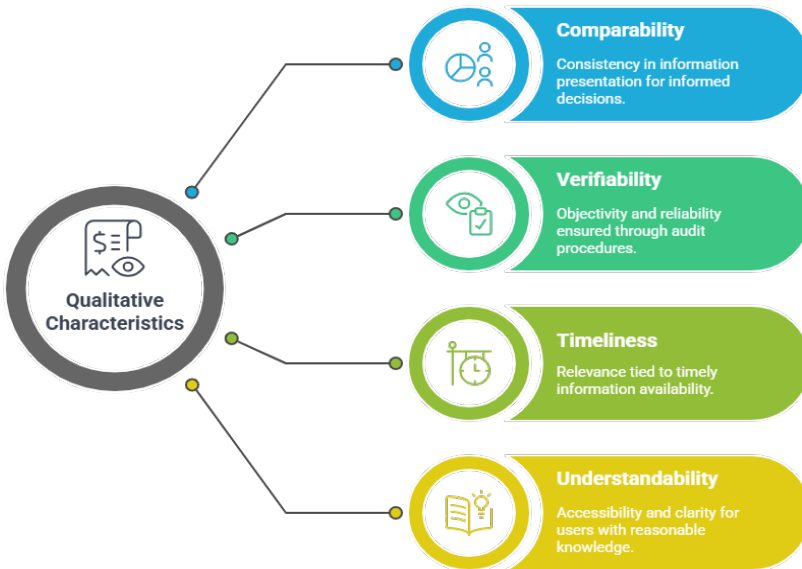 Qualitative
Characteristics
Comparability
Consistency in information
presentation for informed
decisions.
Verifiability
Objectivity and reliability
ensured through audit
procedures.
Timeliness
Relevance tied to timely
information availability.
Understandability
Accessibility and clarity for
users with reasonable
knowledge.